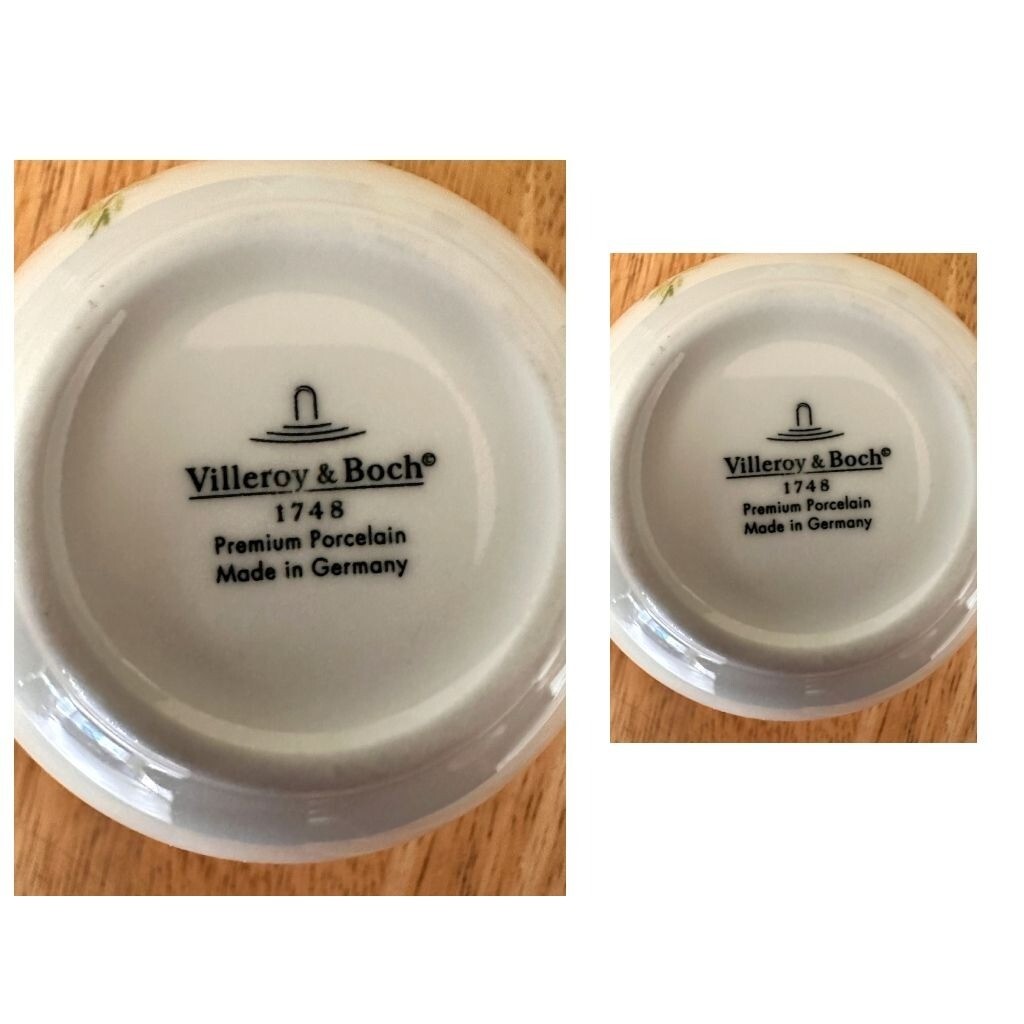 Villeroy & Boch©
1748
Premium Porcelain
Made in Germany
Villeroy & Boch©
1748
Premium Porcelain
Made in Germany